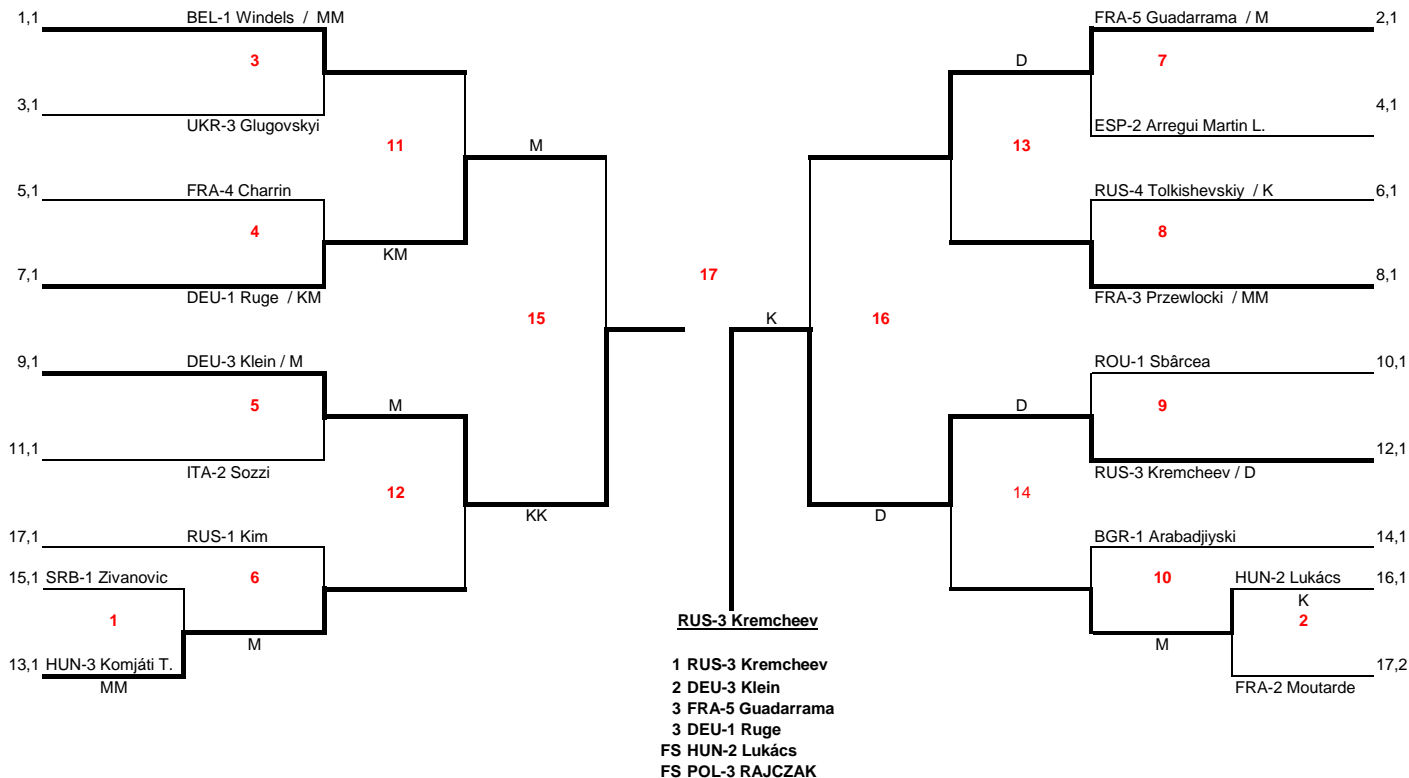 1,1 BEL-1 Windels / MM FRA-5 Guadarrama / M 2,1
3 D 7
3,1 4,1
UKR-3 Glugovskyi ESP-2 Arregui Martin L.
11 M 13
5,1 FRA-4 Charrin RUS-4 Tolkishevskiy / K 6,1
4 8
KM
7,1 17 8,1
DEU-1 Ruge / KM FRA-3 Przewlocki / MM
15 K 16
9,1 DEU-3 Klein / M ROU-1 Sbârcea 10,1
5 M D 9
11,1 12,1
ITA-2 Sozzi RUS-3 Kremcheev / D
12 14
KK D
17,1 RUS-1 Kim BGR-1 Arabadjiyski 14,1
15,1 SRB-1 Zivanovic 6 10 HUN-2 Lukács 16,1
K
1 RUS-3 Kremcheev 2
M M
13,1 HUN-3 Komjáti T. 17,2
MM FRA-2 Moutarde
1 RUS-3 Kremcheev
2 DEU-3 Klein
3 FRA-5 Guadarrama
3 DEU-1 Ruge
FS HUN-2 Lukács
FS POL-3 RAJCZAK